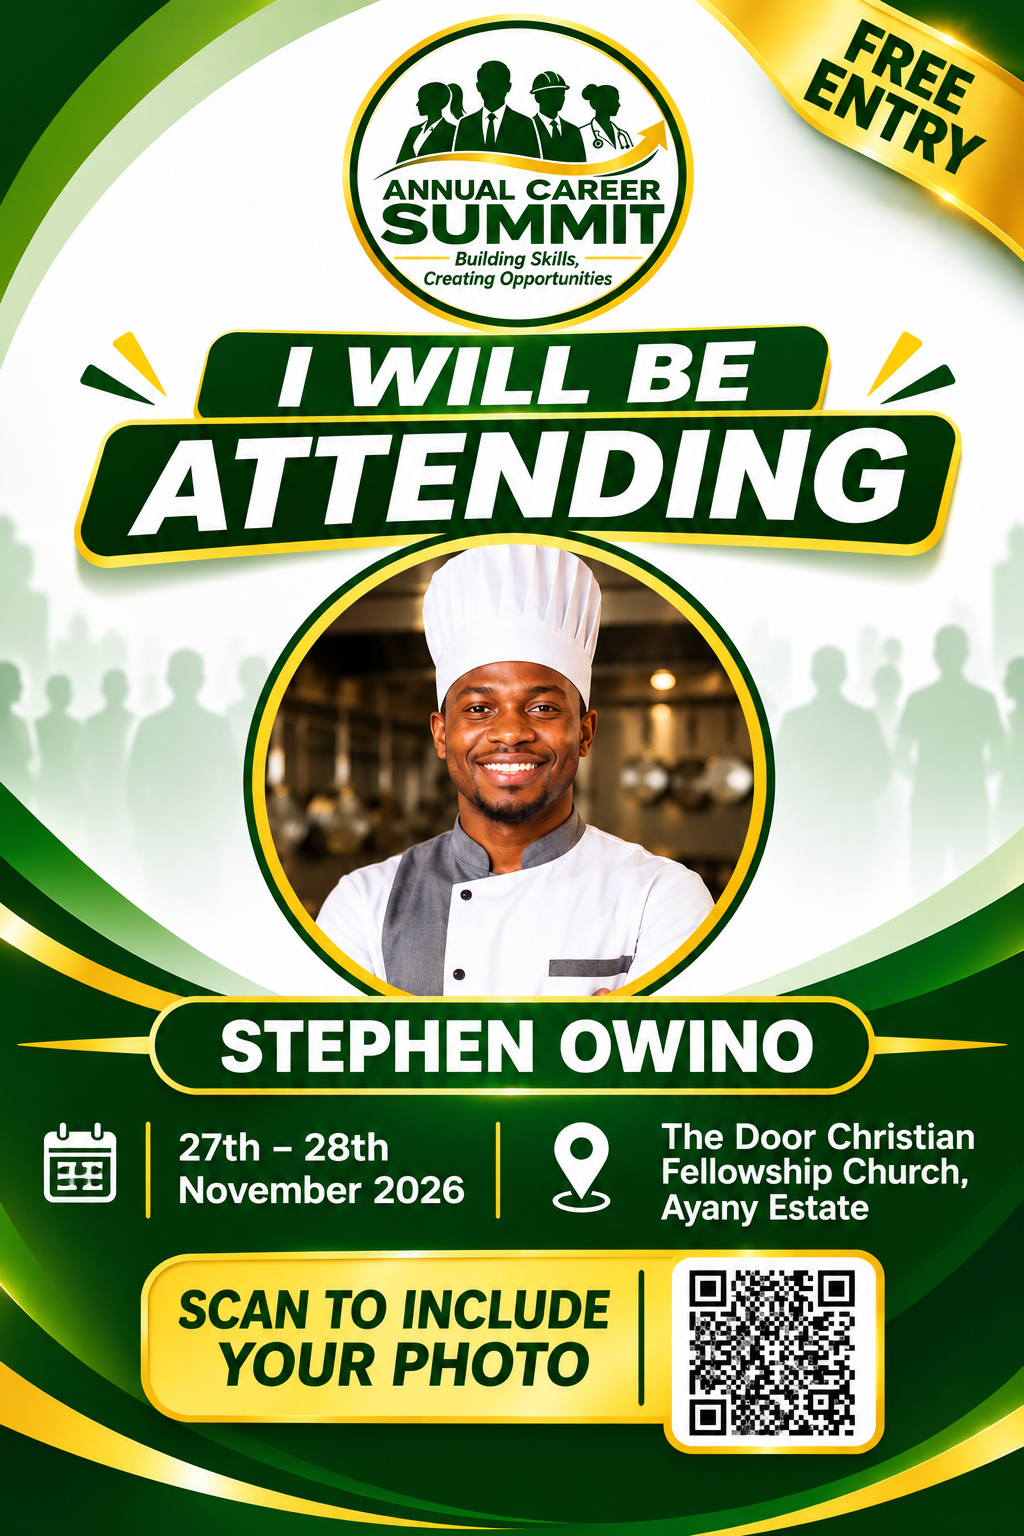 FREE
ENTRY
ANNUAL CAREER
SUMMIT
Building Skills,
Creating Opportunities
I WILL BE
ATTENDING
STEPHEN OWINO
27th – 28th
November 2026
The Door Christian
Fellowship Church,
Ayany Estate
SCAN TO INCLUDE
YOUR PHOTO